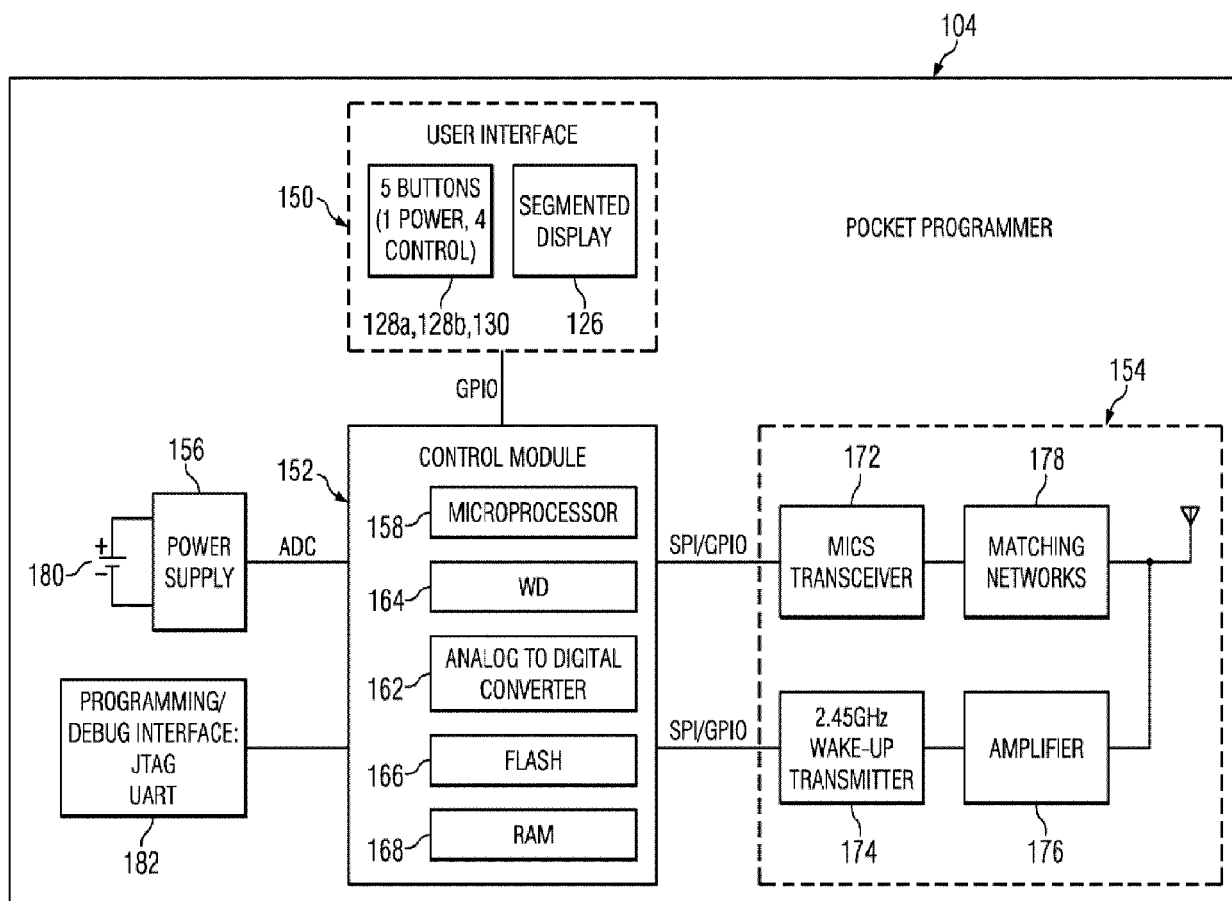 104
USER INTERFACE
5 BUTTONS
(1 POWER, 4
CONTROL)
SEGMENTED
DISPLAY
150
128a,128b,130
126
POCKET PROGRAMMER
GPIO
154
156
POWER
SUPPLY
+
-
180
ADC
152
CONTROL MODULE
158
MICROPROCESSOR
164
WD
162
ANALOG TO DIGITAL
CONVERTER
166
FLASH
168
RAM
PROGRAMMING/
DEBUG INTERFACE:
JTAG
UART
182
SPI/GPIO
172
MICS
TRANSCEIVER
178
MATCHING
NETWORKS
SPI/GPIO
2.45GHz
WAKE-UP
TRANSMITTER
174
AMPLIFIER
176